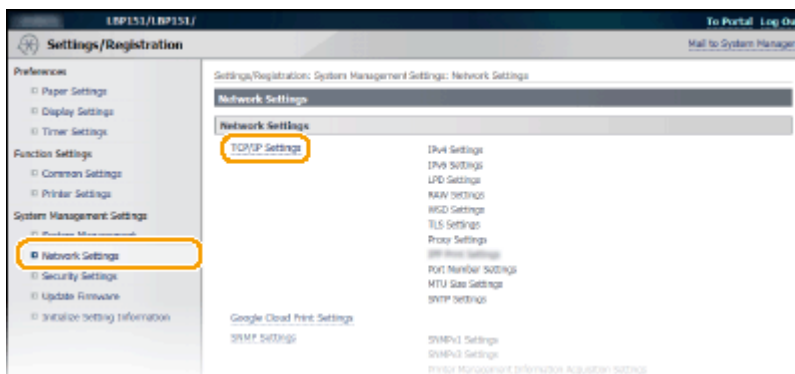 LBP151/LBP151/
To Portal Log Ou
Settings/Registration
Mail to System Manager
Preferences
Paper Settings
Display Settings
Timer Settings
Function Settings
Common Settings
Printer Settings
System Management Settings
System Management
Network Settings
Security Settings
Update Firmware
Initialize Setting Information
Settings/Registration: System Management Settings: Network Settings
Network Settings
Network Settings
TCP/IP Settings
IPv4 Settings
IPv6 Settings
LPD Settings
RAW Settings
WSD Settings
TLS Settings
Proxy Settings
Port Number Settings
MTU Size Settings
SNTP Settings
Google Cloud Print Settings
SNMP Settings
SNMPv1 Settings
SNMPv3 Settings
Printer Management Information Acquisition Settings